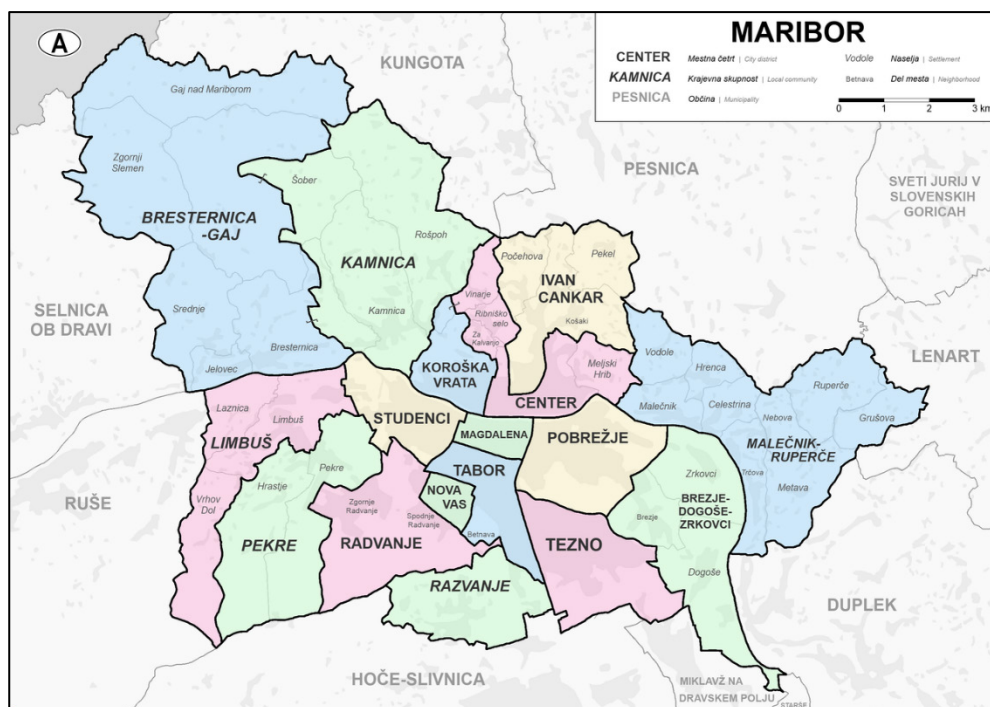 A
MARIBOR
CENTER Mestna četrt | City district
KAMNICA Krajevna skupnost | Local community
PESNICA Občina | Municipality
Vodole Naselja | Settlement
Betnava Del mesta | Neighborhood
0 1 2 3 km
KUNGOTA
PESNICA
SVETI JURIJ V
SLOVENSKIH
GORICAH
SELNICA
OB DRAVI
LENART
RUŠE
DUPLEK
HOČE-SLIVNICA
MIKLAVŽ NA
DRAVSKEM POLJU
STARŠE
Gaj nad Mariborom
Zgornji
Slemen
BRESTERNICA
-GAJ
Srednje
Bresternica
Jelovec
Šober
Rošpoh
KAMNICA
Kamnica
Vinarje
Ribniško
selo
Za
Kalvarijo
Počehova
Pekel
IVAN
CANKAR
Košaki
KOROŠKA
VRATA
Meljski
Hrib
CENTER
Vodole
Hrenca
Malečnik
Celestrina
Nebova
Ruperče
Grušova
MALEČNIK-
RUPERČE
Trčova
Metava
Laznica
Limbuš
LIMBUŠ
Vrhov
Dol
STUDENCI
MAGDALENA
POBREŽJE
TABOR
NOVA
VAS
Betnava
Pekre
Hrastje
PEKRE
Zgornje
Radvanje
Spodnje
Radvanje
RADVANJE
RAZVANJE
TEZNO
Zrkovci
BREZJE-
DOGOŠE-
ZRKOVCI
Brezje
Dogoše